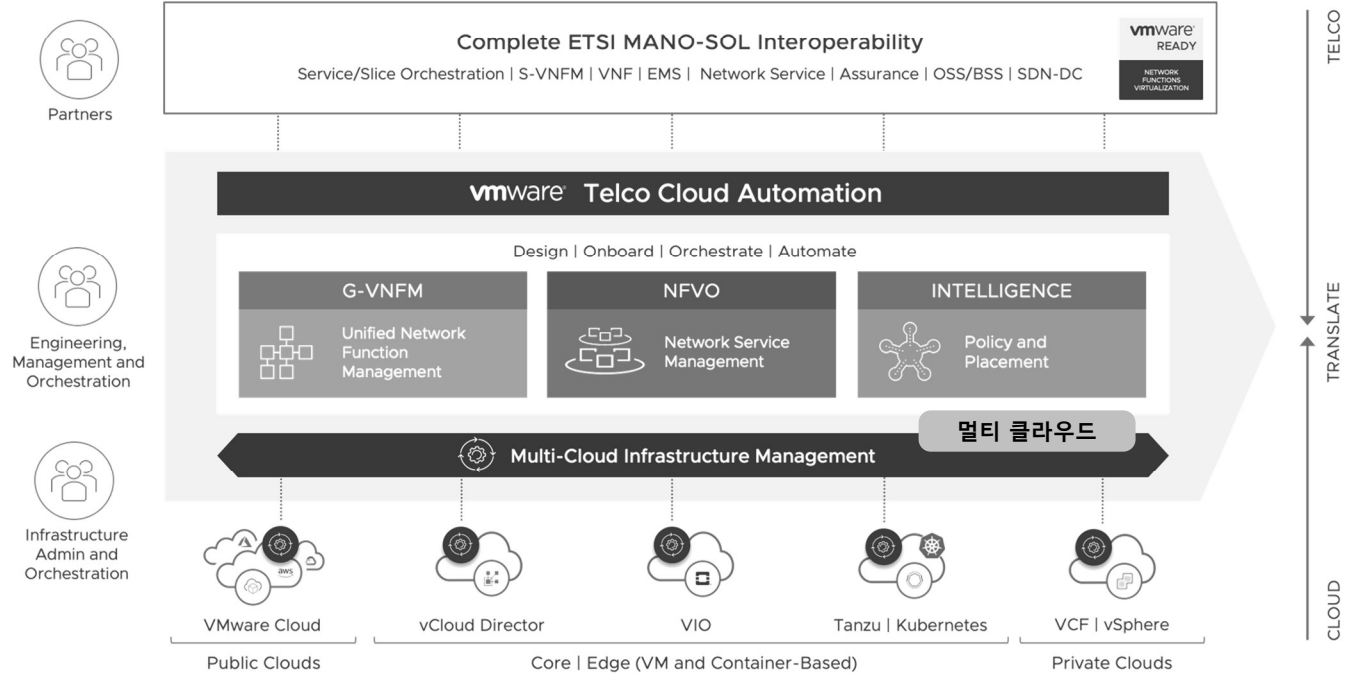 Complete ETSI MANO-SOL Interoperability
Service/Slice Orchestration | S-VNFM | VNF | EMS | Network Service | Assurance | OSS/BSS | SDN-DC
vmware®
READY
NETWORK
FUNCTIONS
VIRTUALIZATION
Partners
TELCO
vmware® Telco Cloud Automation
Design | Onboard | Orchestrate | Automate
G-VNFM
Unified Network
Function
Management
NFVO
Network Service
Management
INTELLIGENCE
Policy and
Placement
Engineering,
Management and
Orchestration
TRANSLATE
멀티 클라우드
Multi-Cloud Infrastructure Management
Infrastructure
Admin and
Orchestration
aws
VMware Cloud
vCloud Director
VIO
Tanzu | Kubernetes
VCF | vSphere
CLOUD
Public Clouds
Core | Edge (VM and Container-Based)
Private Clouds